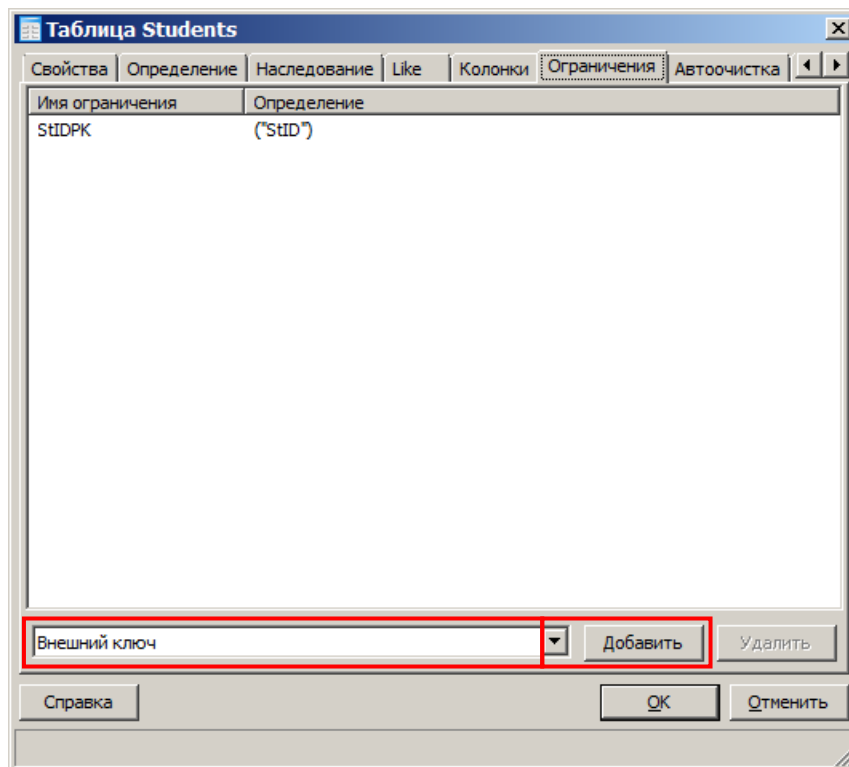 Таблица Students
Свойства Определение Наследование Like Колонки Ограничения Автоочистка
Имя ограничения Определение
StIDPK ("StID")
Внешний ключ Добавить Удалить
Справка OK Отменить